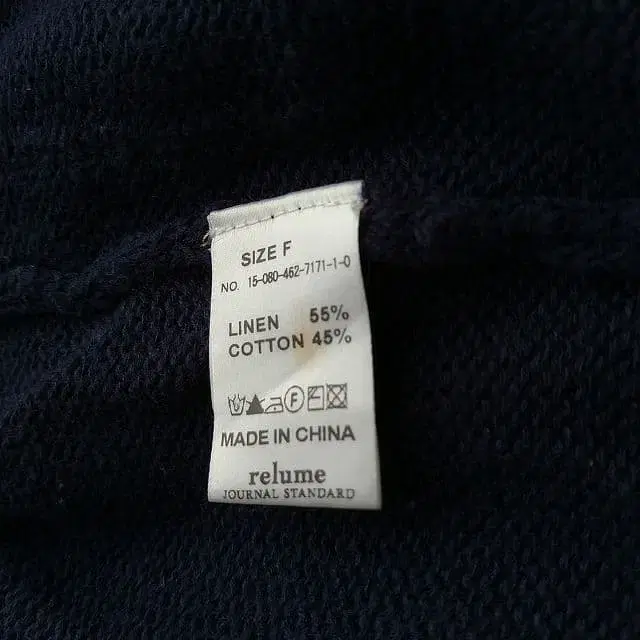 SIZE F
NO. 15-080-462-7171-1-0
LINEN 55%
COTTON 45%
F
MADE IN CHINA
relume
JOURNAL STANDARD